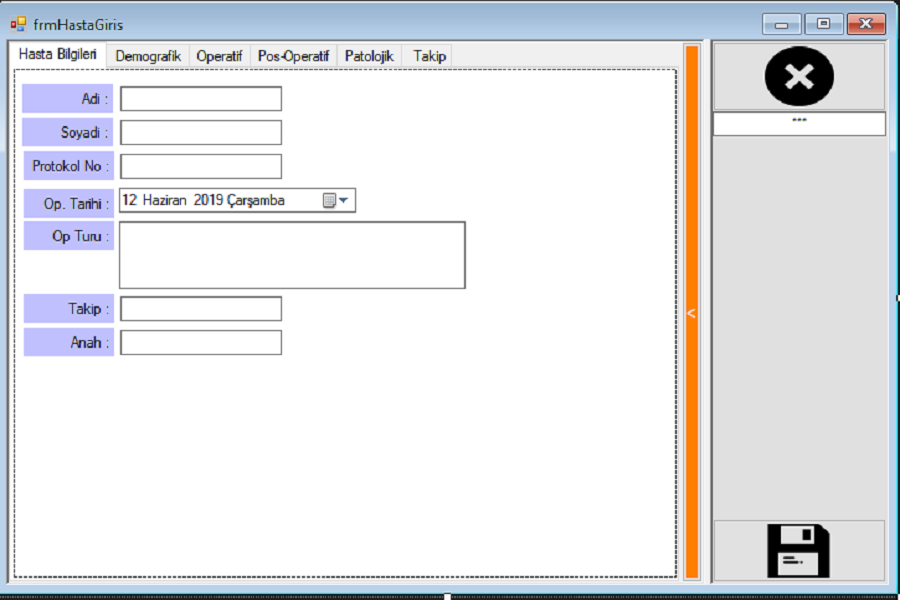 frmHastaGiris
Hasta Bilgileri Demografik Operatif Pos-Operatif Patolojik Takip
Adi :
Soyadi :
Protokol No :
Op. Tarihi : 12 Haziran 2019 Çarşamba
Op Turu :
Takip :
Anah :
<
***